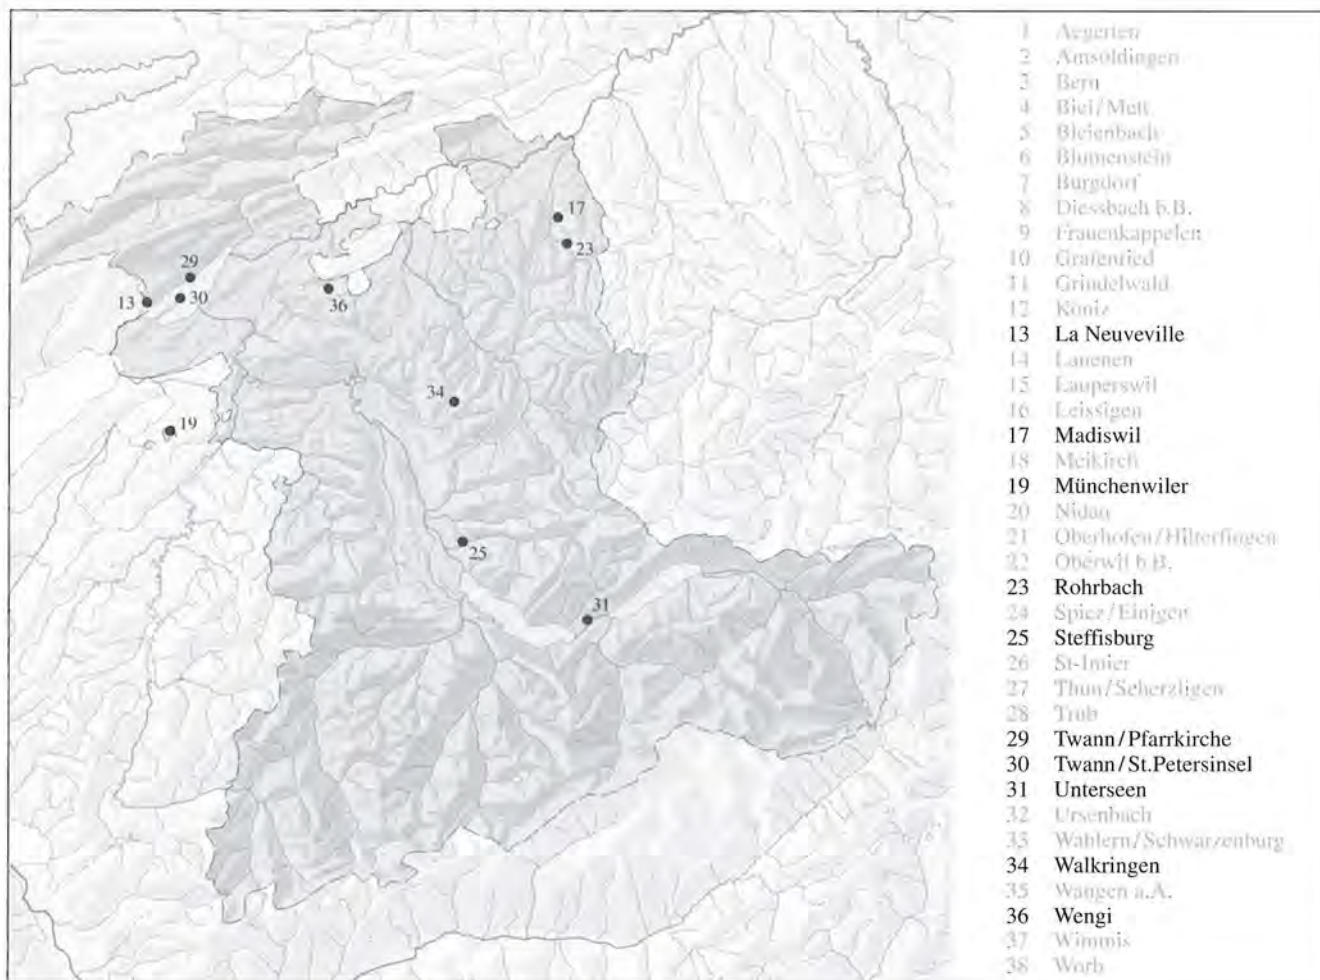 17
23
29
13
30
36
34
19
25
31
1 Aegerten
2 Amsoldingen
3 Bern
4 Biel/Mett
5 Bleienbach
6 Blumenstein
7 Burgdorf
8 Diessbach b.B.
9 Frauenkappelen
10 Grafenried
11 Grindelwald
12 Köniz
13 La Neuveville
14 Lauenen
15 Lauperswil
16 Leissigen
17 Madiswil
18 Meikirch
19 Münchenwiler
20 Nidau
21 Oberhofen/Hilterfingen
22 Oberwil b.B.
23 Rohrbach
24 Spiez/Einigen
25 Steffisburg
26 St-Imier
27 Thun/Scherzligen
28 Trub
29 Twann/Pfarrkirche
30 Twann/St.Petersinsel
31 Unterseen
32 Ursenbach
33 Wahlern/Schwarzenburg
34 Walkringen
35 Wangen a.A.
36 Wengi
37 Wimmis
38 Worb